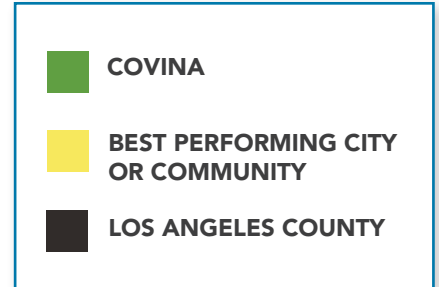 COVINA
BEST PERFORMING CITY
OR COMMUNITY
LOS ANGELES COUNTY